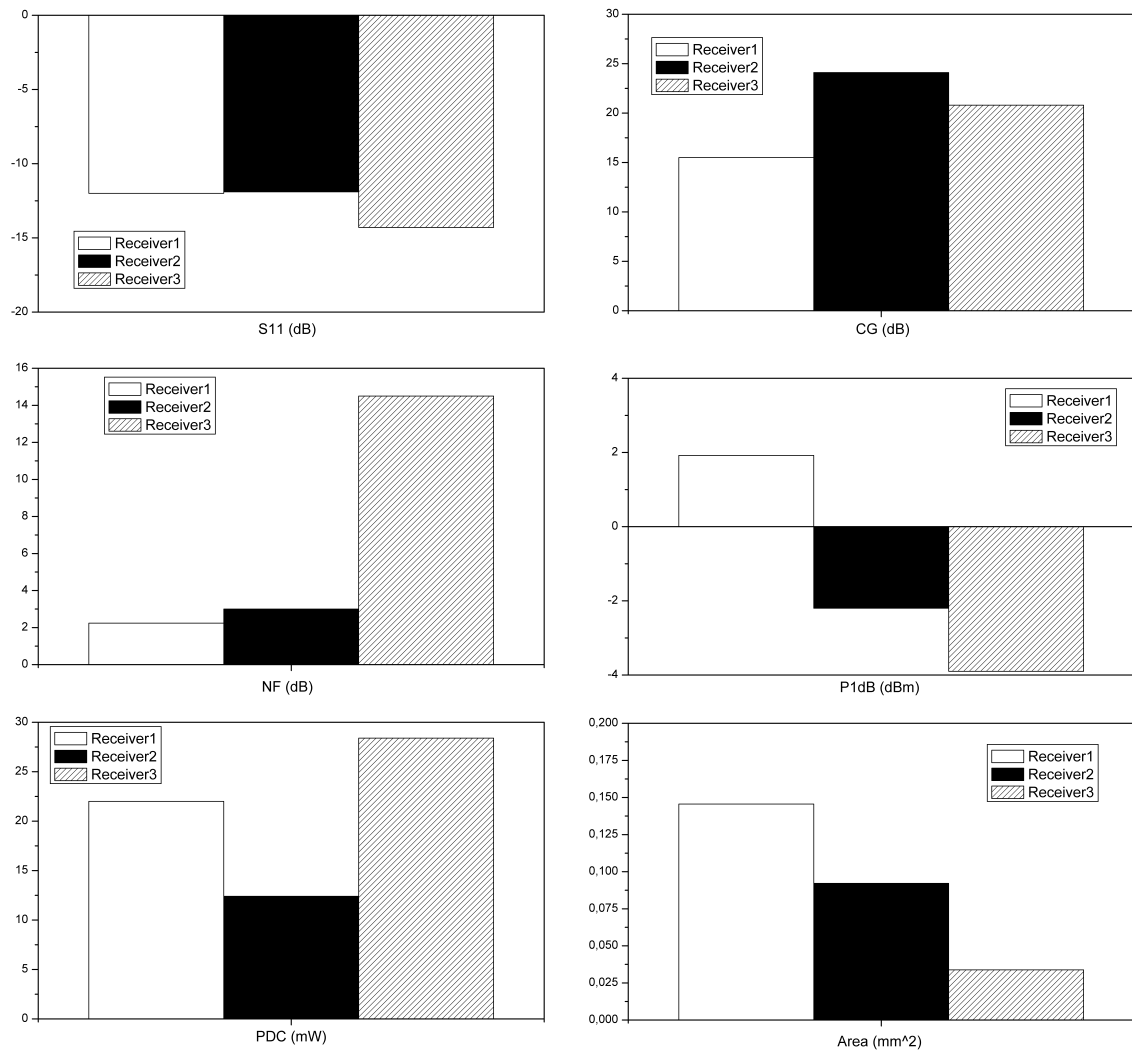 0
-5
-10
-15
-20
Receiver1
Receiver2
Receiver3
S11 (dB)
30
25
20
15
10
5
0
Receiver1
Receiver2
Receiver3
CG (dB)
16
14
12
10
8
6
4
2
0
Receiver1
Receiver2
Receiver3
NF (dB)
4
2
0
-2
-4
Receiver1
Receiver2
Receiver3
P1dB (dBm)
30
25
20
15
10
5
0
Receiver1
Receiver2
Receiver3
PDC (mW)
0,200
0,175
0,150
0,125
0,100
0,075
0,050
0,025
0,000
Receiver1
Receiver2
Receiver3
Area (mm^2)